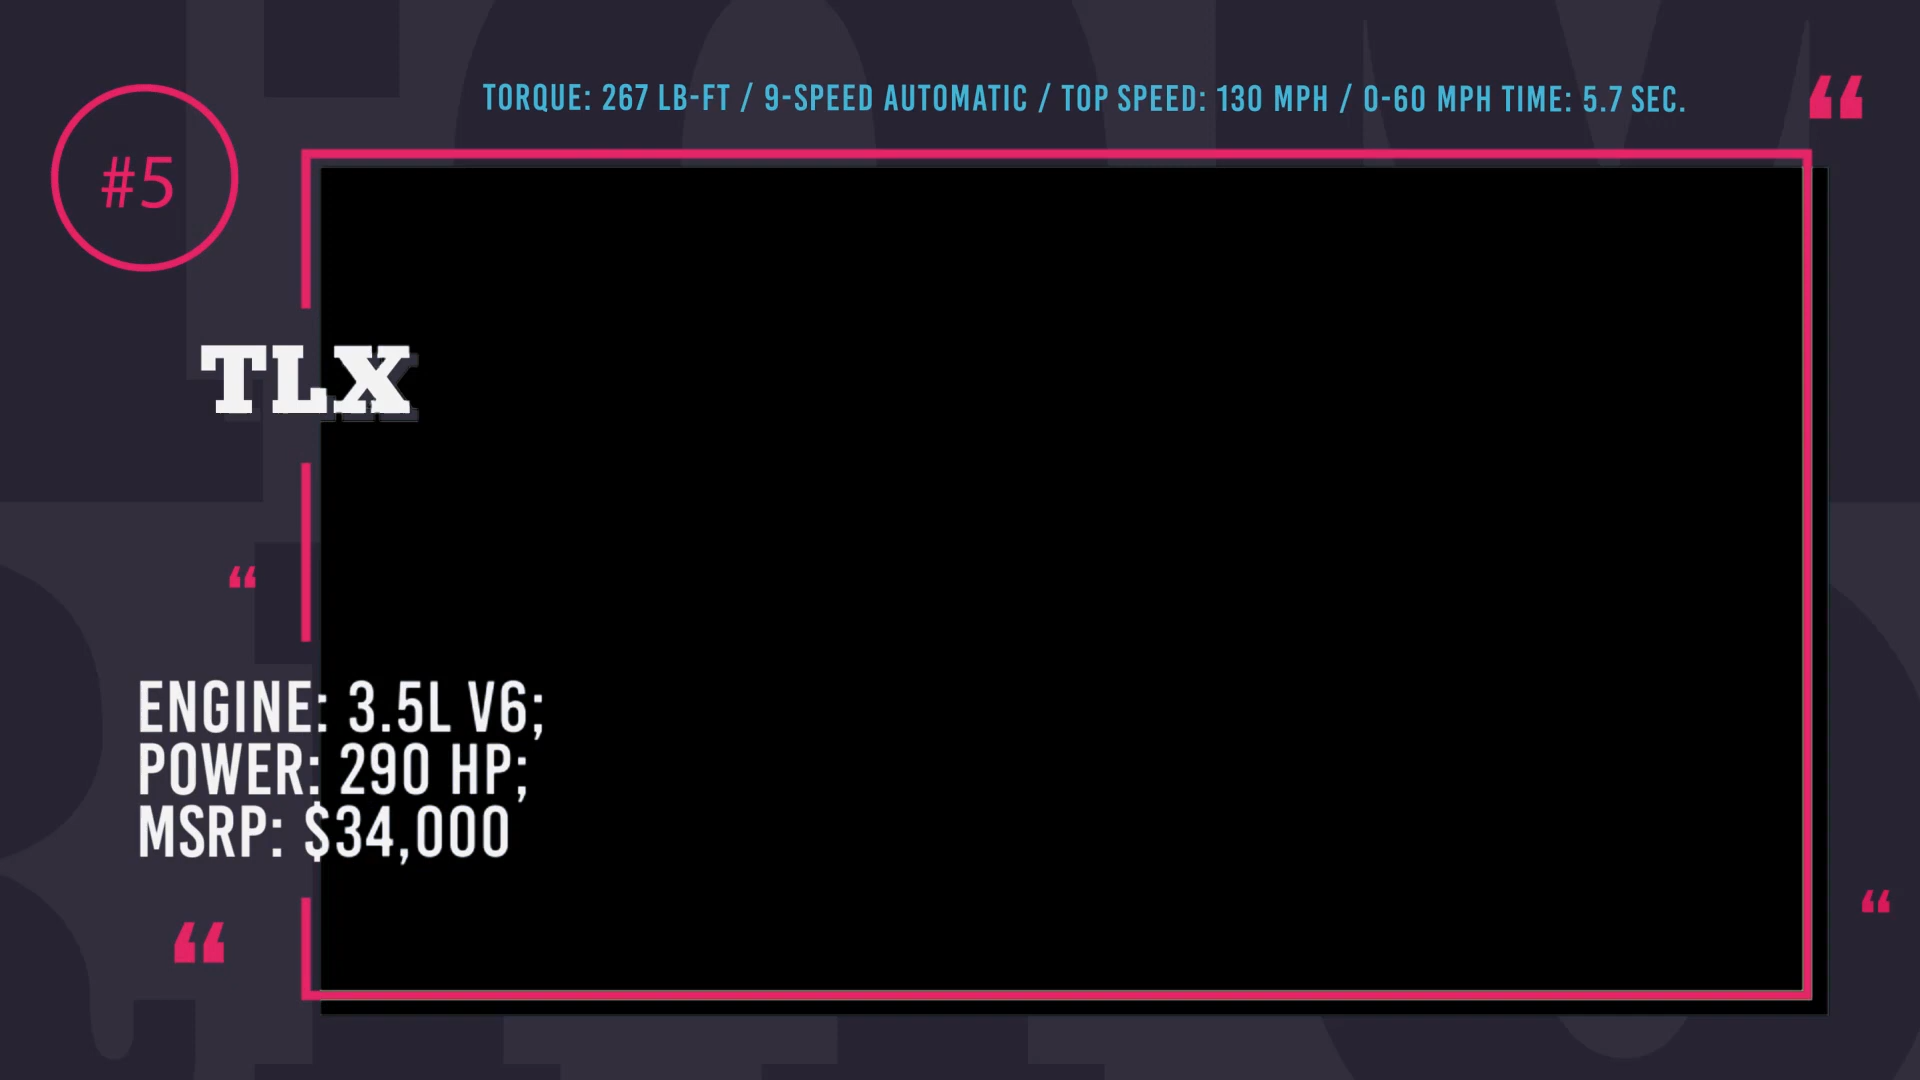 TORQUE: 267 LB-FT / 9-SPEED AUTOMATIC / TOP SPEED: 130 MPH / 0-60 MPH TIME: 5.7 SEC.
#5
TLX
ENGINE: 3.5L V6;
POWER: 290 HP;
MSRP: $34,000